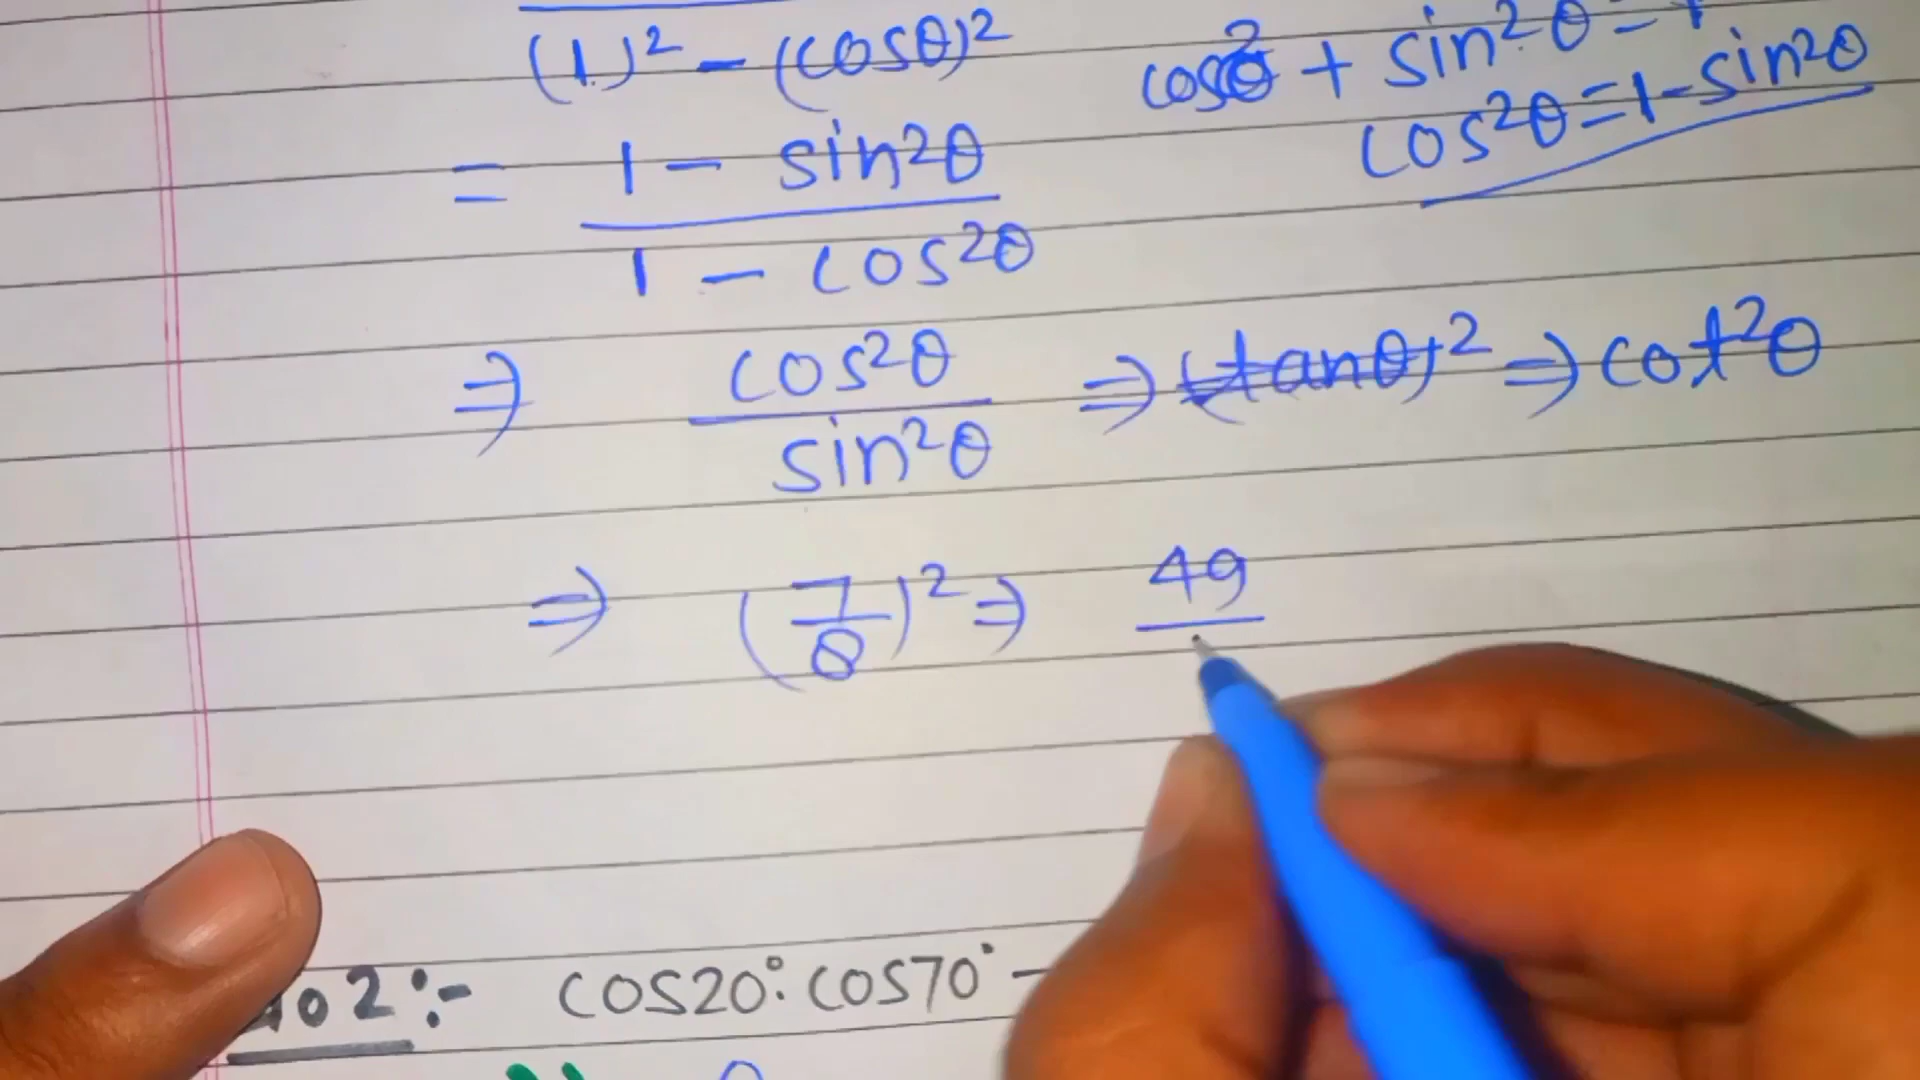 (1)² - (cosθ)²
cos²θ + sin²θ = 1
cos²θ = 1 - sin²θ
= 1 - sin²θ
1 - cos²θ
⇒ cos²θ ⇒ (tanθ)² ⇒ cot²θ
sin²θ
⇒ (7/8)² ⇒ 49
2:- cos20°. cos70° -